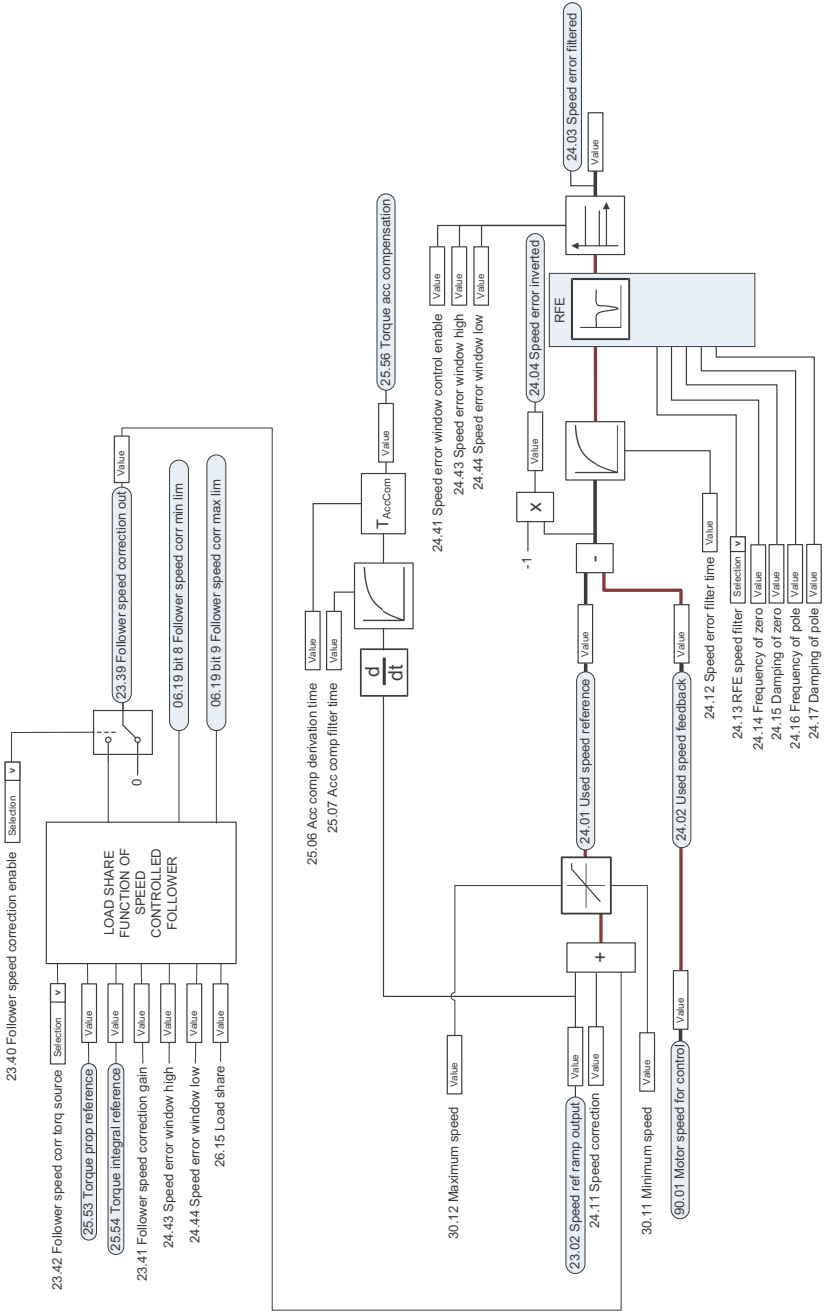 23.40 Follower speed correction enable
Selection v
23.42 Follower speed corr torq source
Selection v
25.53 Torque prop reference
Value
25.54 Torque integral reference
Value
23.41 Follower speed correction gain
Value
24.43 Speed error window high
Value
24.44 Speed error window low
Value
26.15 Load share
Value
LOAD SHARE
FUNCTION OF
SPEED
CONTROLLED
FOLLOWER
0
23.39 Follower speed correction out
Value
06.19 bit 8 Follower speed corr min lim
06.19 bit 9 Follower speed corr max lim
25.06 Acc comp derivation time
Value
25.07 Acc comp filter time
Value
d
dt
TAccCom
Value
25.56 Torque acc compensation
24.41 Speed error window control enable
Value
24.43 Speed error window high
Value
24.44 Speed error window low
Value
30.12 Maximum speed
Value
23.02 Speed ref ramp output
Value
24.11 Speed correction
Value
+
30.11 Minimum speed
Value
90.01 Motor speed for control
Value
24.01 Used speed reference
Value
24.02 Used speed feedback
Value
-
-1
X
Value
24.04 Speed error inverted
RFE
24.03 Speed error filtered
Value
24.12 Speed error filter time
Value
24.13 RFE speed filter
Selection v
24.14 Frequency of zero
Value
24.15 Damping of zero
Value
24.16 Frequency of pole
Value
24.17 Damping of pole
Value